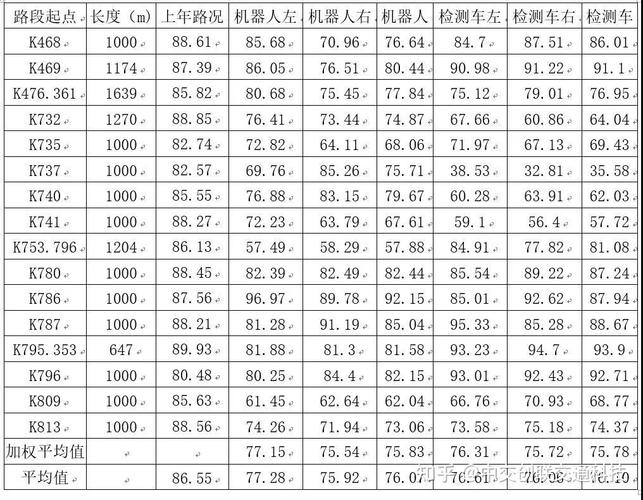 路段起点 长度（m） 上年路况 机器人左 机器人右 机器人 检测车左 检测车右 检测车
K468 1000 88.61 85.68 70.96 76.64 84.7 87.51 86.01
K469 1174 87.39 86.05 76.51 80.44 90.98 91.22 91.1
K476.361 1639 85.82 80.68 75.45 77.84 75.12 79.01 76.95
K732 1270 88.85 76.41 73.44 74.87 67.66 60.86 64.04
K735 1000 82.74 72.82 64.11 68.06 71.97 67.13 69.43
K737 1000 82.57 69.76 85.26 75.71 38.53 32.81 35.58
K740 1000 85.55 76.88 83.15 79.67 60.28 63.91 62.03
K741 1000 88.27 72.23 63.79 67.61 59.1 56.4 57.72
K753.796 1204 86.13 57.49 58.29 57.88 84.91 77.82 81.08
K780 1000 88.45 82.39 82.49 82.44 85.54 89.22 87.24
K786 1000 87.56 96.97 89.78 92.15 85.01 92.62 87.94
K787 1000 88.21 81.28 91.19 85.04 95.33 85.28 88.67
K795.353 647 89.93 81.88 81.3 81.58 93.23 94.7 93.9
K796 1000 80.48 80.25 84.4 82.15 93.01 92.43 92.71
K809 1000 85.63 61.45 62.64 62.04 66.76 70.93 68.77
K813 1000 88.56 74.26 71.94 73.06 73.58 75.18 74.37
加权平均值 77.15 75.54 75.83 76.31 75.72 75.78
平均值 86.55 77.28 75.92 76.07 76.61
知乎 @中交创联交通科技